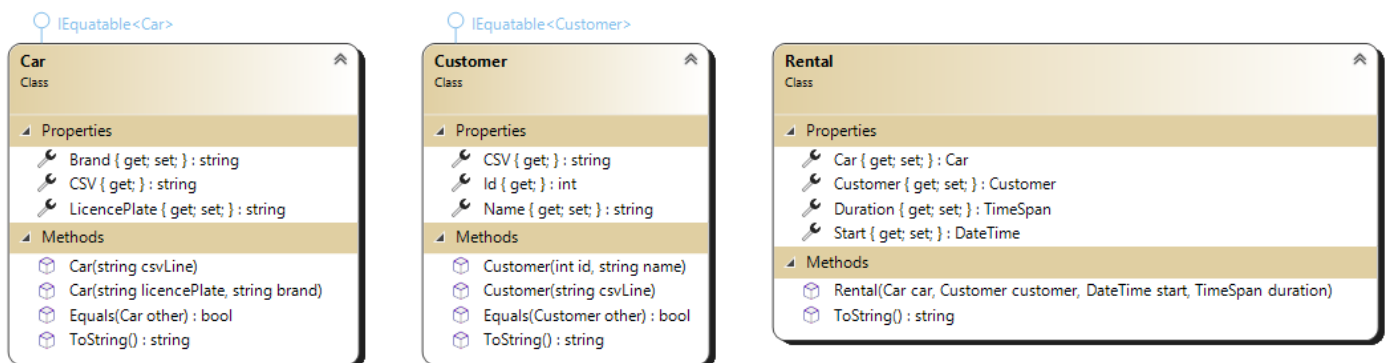 IEquatable<Car>
Car
Class
Properties
Brand { get; set; } : string
CSV { get; } : string
LicencePlate { get; set; } : string
Methods
Car(string csvLine)
Car(string licencePlate, string brand)
Equals(Car other) : bool
ToString() : string
IEquatable<Customer>
Customer
Class
Properties
CSV { get; } : string
Id { get; } : int
Name { get; set; } : string
Methods
Customer(int id, string name)
Customer(string csvLine)
Equals(Customer other) : bool
ToString() : string
Rental
Class
Properties
Car { get; set; } : Car
Customer { get; set; } : Customer
Duration { get; set; } : TimeSpan
Start { get; set; } : DateTime
Methods
Rental(Car car, Customer customer, DateTime start, TimeSpan duration)
ToString() : string